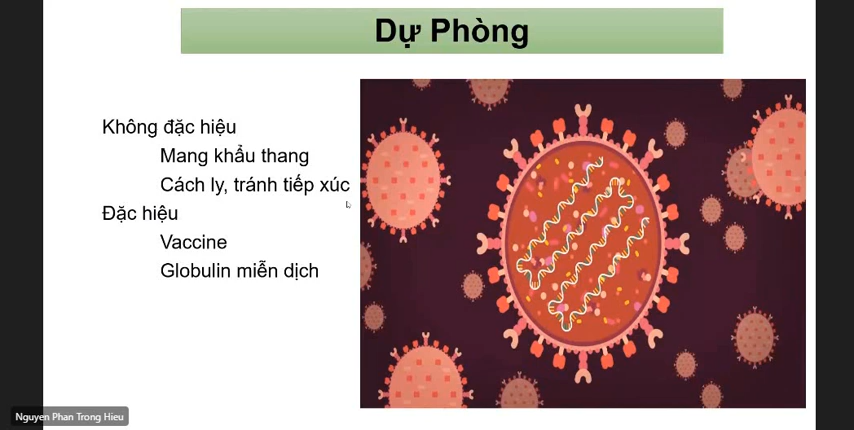 Dự Phòng
Không đặc hiệu
Mang khẩu thang
Cách ly, tránh tiếp xúc
Đặc hiệu
Vaccine
Globulin miễn dịch
Nguyen Phan Trong Hieu